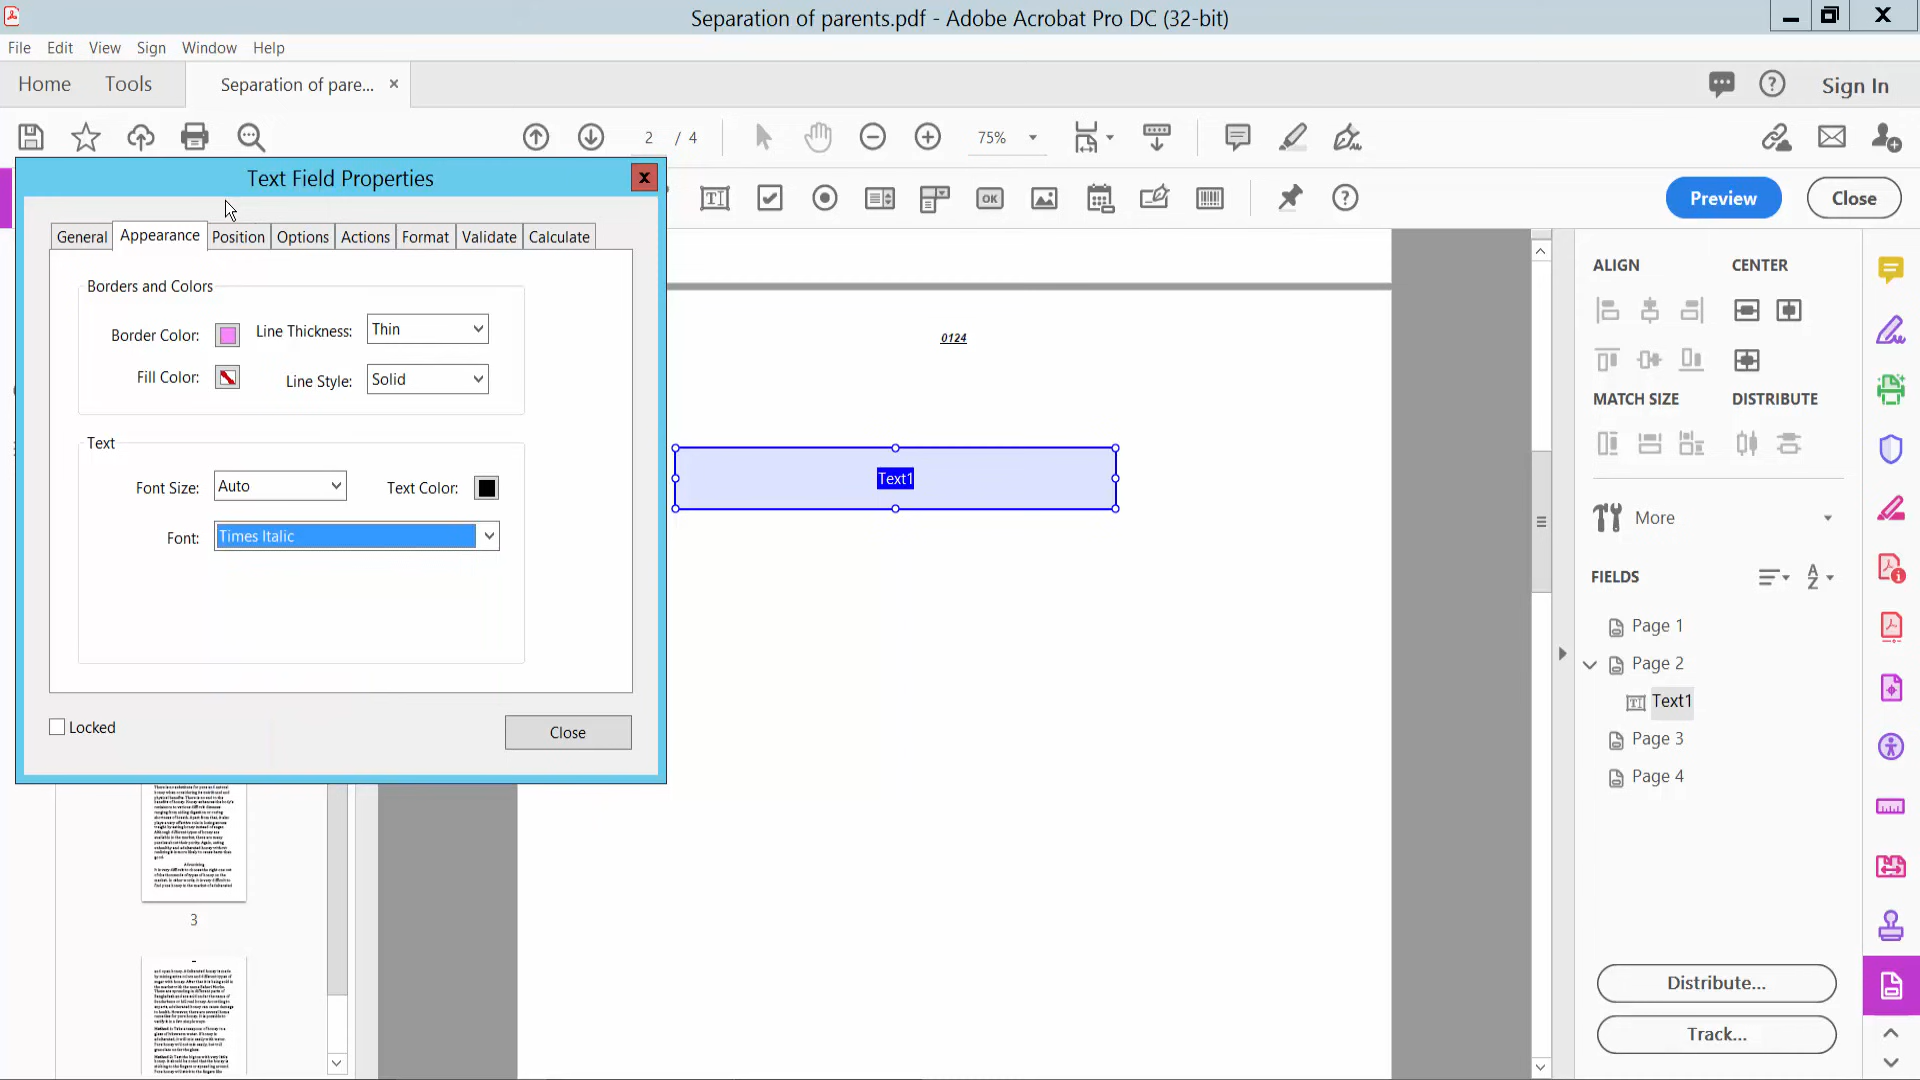 Separation of parents.pdf - Adobe Acrobat Pro DC (32-bit)
File Edit View Sign Window Help
Home Tools Separation of pare... × Sign In
2 / 4 75%
Text Field Properties
x
OK
Preview Close
General Appearance Position Options Actions Format Validate Calculate
Borders and Colors
Border Color: Line Thickness: Thin
Fill Color: Line Style: Solid
Text
Font Size: Auto Text Color:
Font: Times Italic
Locked
Close
0124
Text1
ALIGN CENTER
MATCH SIZE DISTRIBUTE
More
FIELDS
Page 1
Page 2
Text1
Page 3
Page 4
Distribute...
Track...
Advertising
3